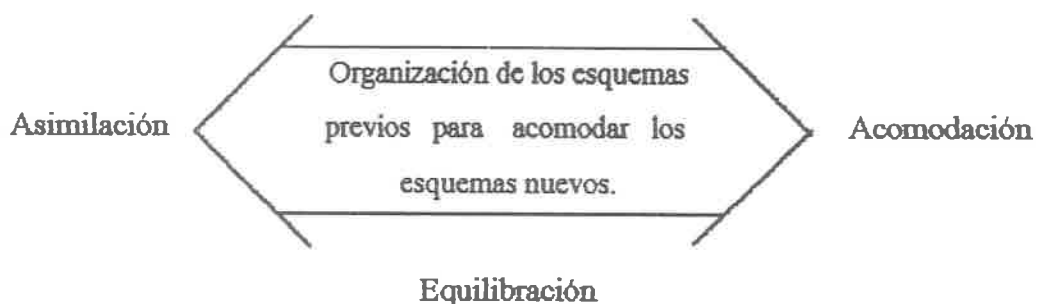 Organización de los esquemas
Asimilación previos para acomodar los Acomodación
esquemas nuevos.
Equilibración